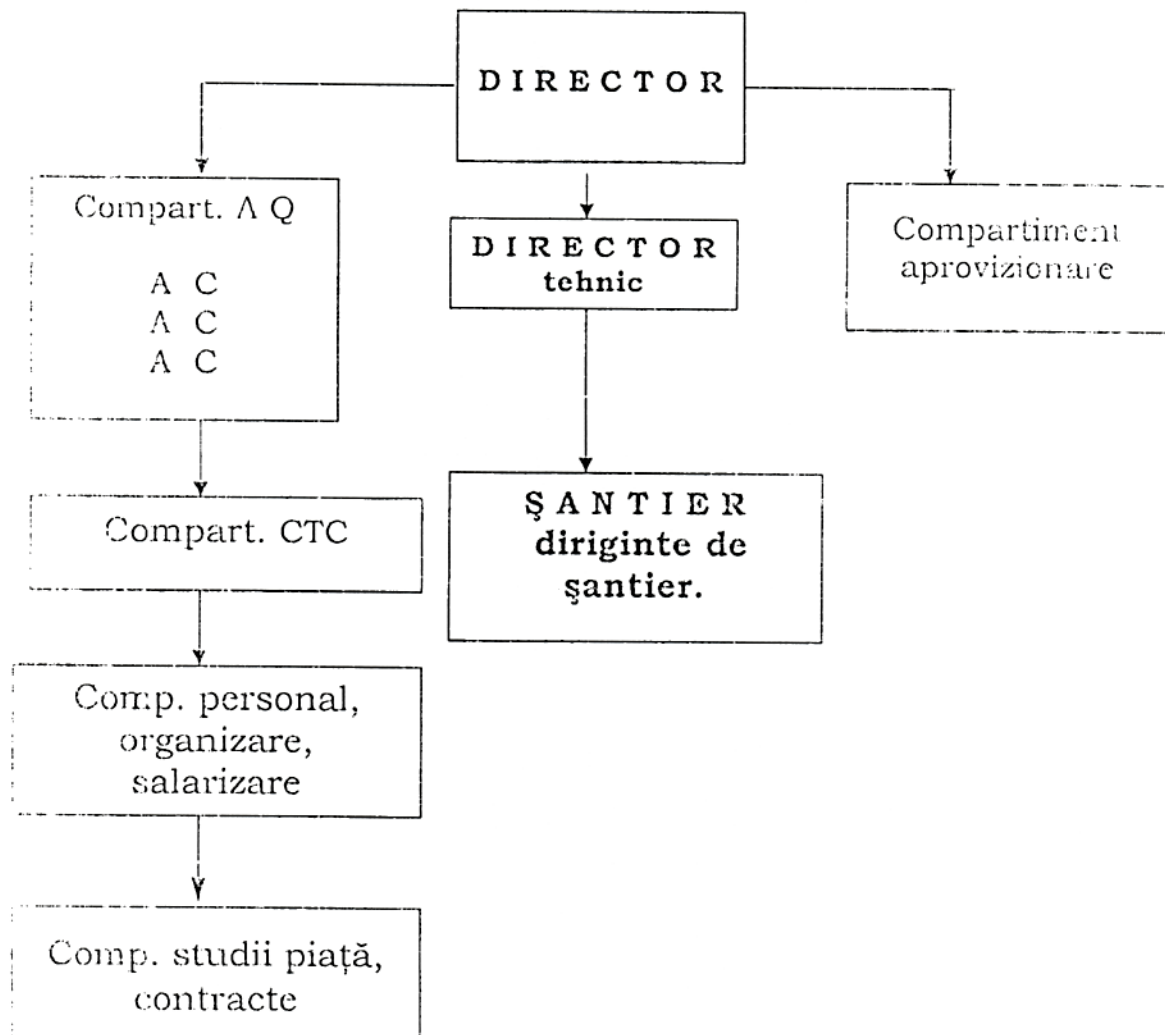 DIRECTOR
Compart. A Q
A C
A C
A C
DIRECTOR
tehnic
Compartiment
aprovizionare
Compart. CTC
ŞANTIER
diriginte de
şantier.
Comp. personal,
organizare,
salarizare
Comp. studii piaţă,
contracte